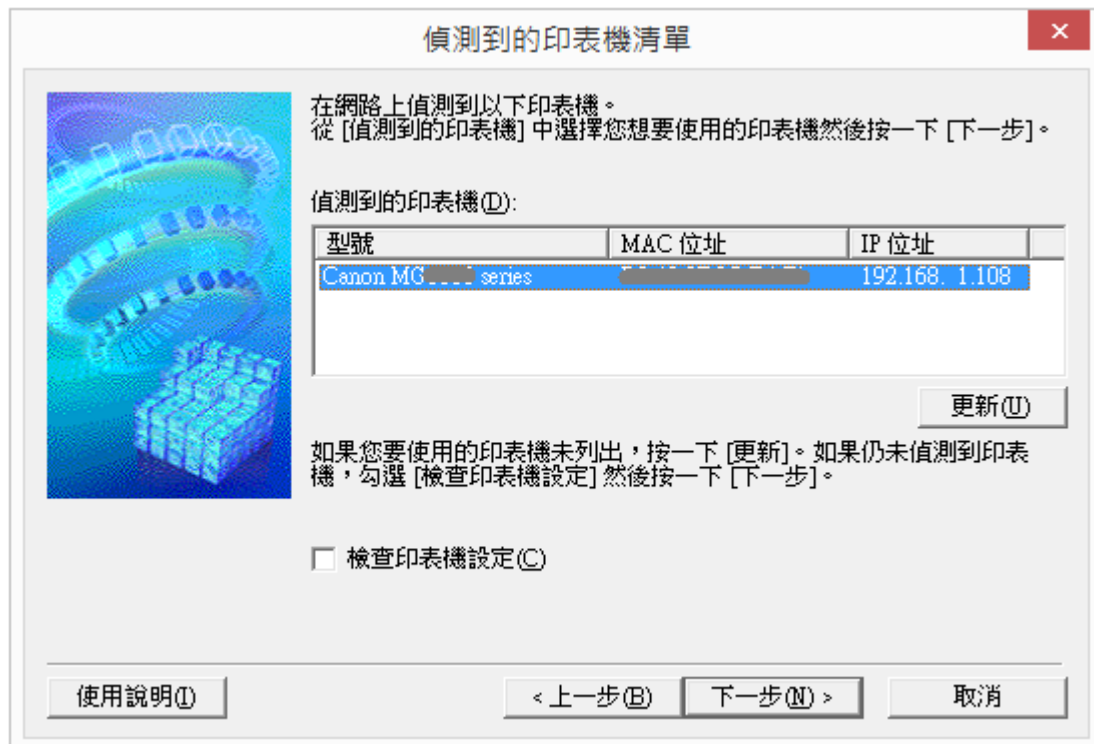 偵測到的印表機清單
在網路上偵測到以下印表機。
從 [偵測到的印表機] 中選擇您想要使用的印表機然後按一下 [下一步]。
偵測到的印表機(D):
型號 MAC 位址 IP 位址
Canon MG series 192.168. 1.108
更新(U)
如果您要使用的印表機未列出，按一下 [更新]。如果仍未偵測到印表
機，勾選 [檢查印表機設定] 然後按一下 [下一步]。
檢查印表機設定(C)
使用說明(I) <上一步(B) 下一步(N) > 取消